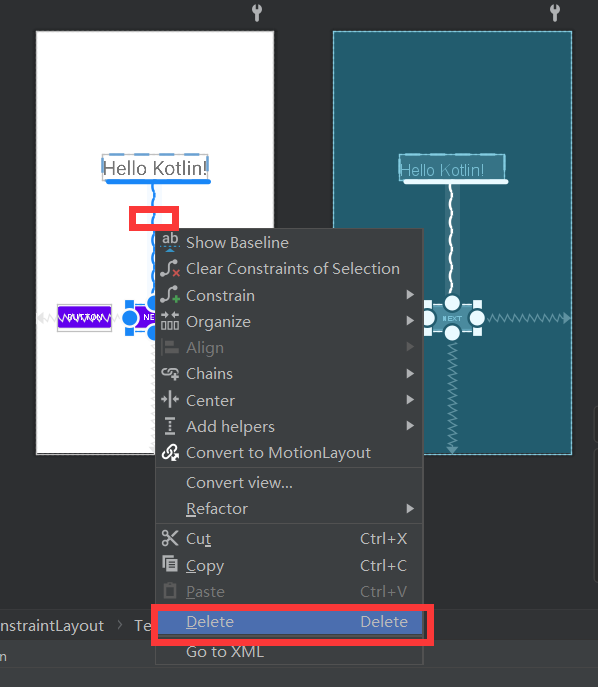 Hello Kotlin!
Hello Kotlin!
Show Baseline
Clear Constraints of Selection
Constrain
Organize
Align
Chains
Center
Add helpers
Convert to MotionLayout
BUTTON
NE
NEXT
Convert view...
Refactor
Cut Ctrl+X
Copy Ctrl+C
Paste Ctrl+V
Delete Delete
Go to XML
nstraintLayout > Te
n